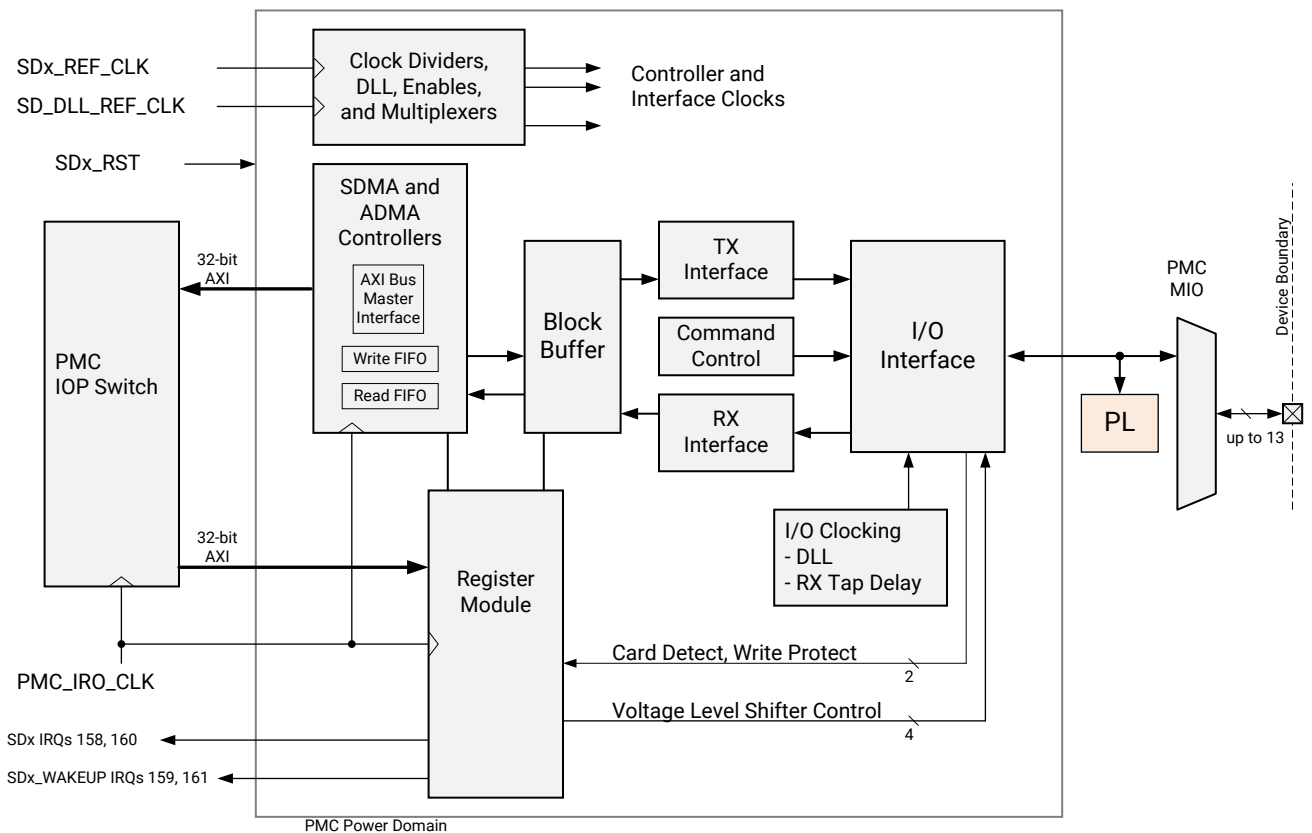 SDx_REF_CLK
SD_DLL_REF_CLK
SDx_RST
Clock Dividers,
DLL, Enables,
and Multiplexers
Controller and
Interface Clocks
PMC
IOP Switch
32-bit
AXI
SDMA and
ADMA
Controllers
AXI Bus
Master
Interface
Write FIFO
Read FIFO
Block
Buffer
TX
Interface
Command
Control
RX
Interface
I/O
Interface
PL
PMC
MIO
Device Boundary
up to 13
I/O Clocking
- DLL
- RX Tap Delay
32-bit
AXI
Register
Module
Card Detect, Write Protect
2
Voltage Level Shifter Control
4
PMC_IRO_CLK
SDx IRQs 158, 160
SDx_WAKEUP IRQs 159, 161
PMC Power Domain